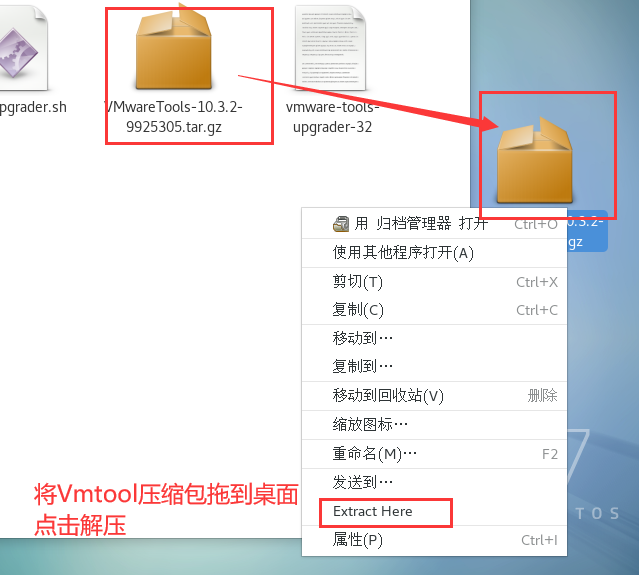 pgrader.sh
VMwareTools-10.3.2-
9925305.tar.gz
vmware-tools-
upgrader-32
0.3.2-
gz
用 归档管理器 打开 Ctrl+O
使用其他程序打开(A)
剪切(T) Ctrl+X
复制(C) Ctrl+C
移动到…
复制到…
移动到回收站(V) 删除
缩放图标…
重命名(M)… F2
发送到…
Extract Here
属性(P) Ctrl+I
将Vmtool压缩包拖到桌面
点击解压
7
TOS